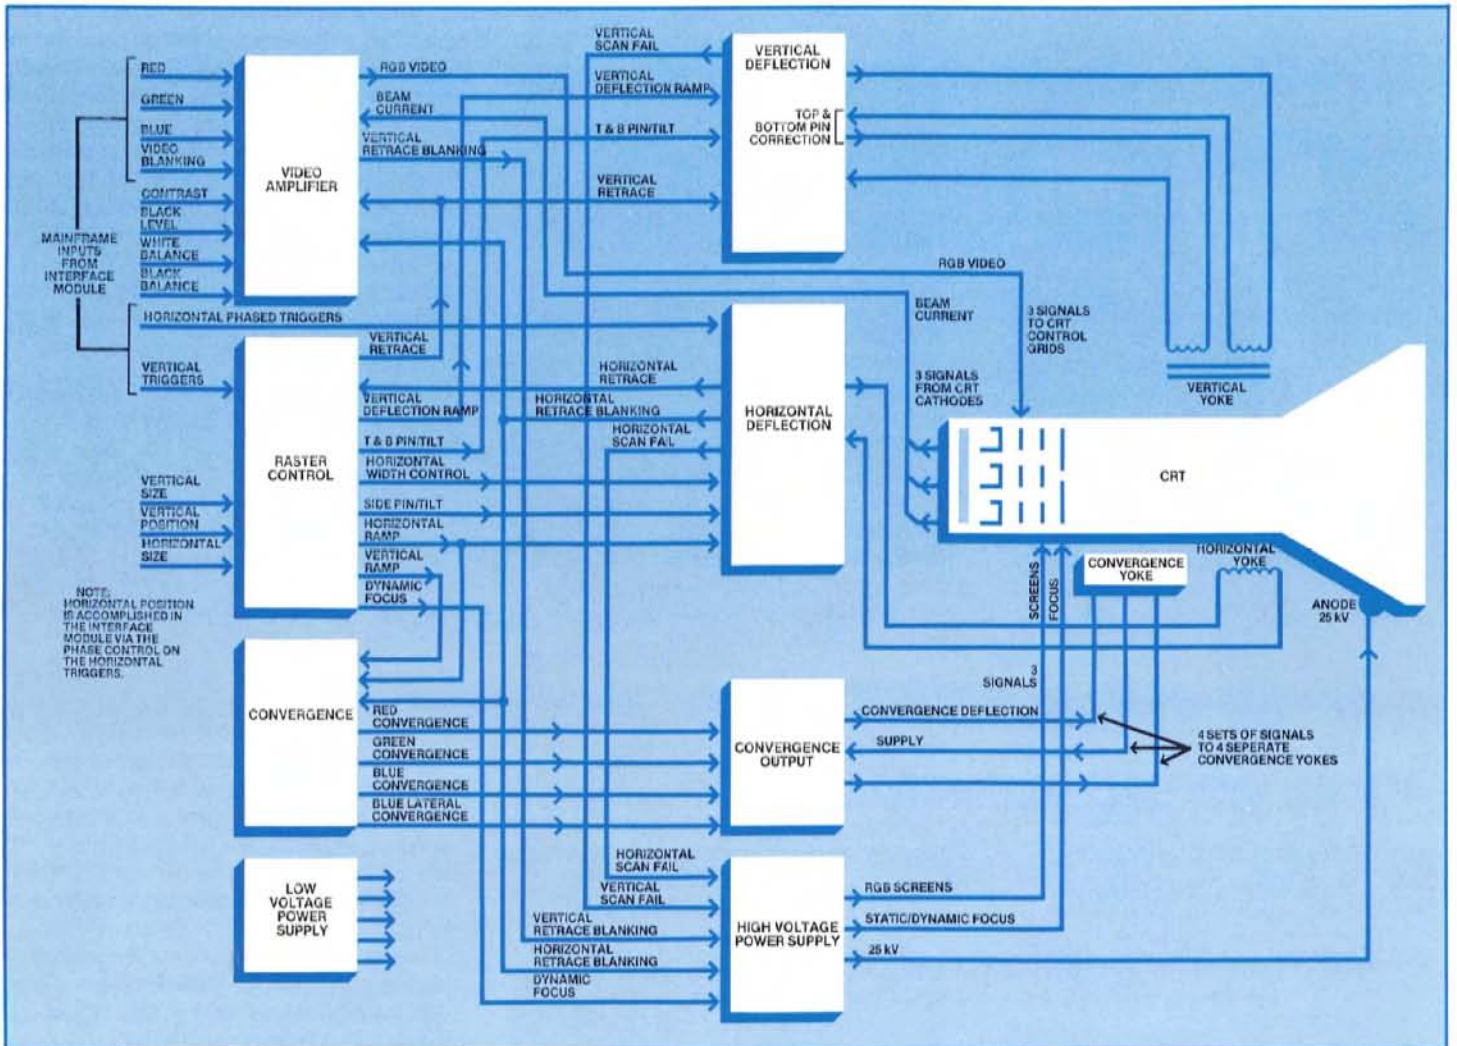 RED
GREEN
BLUE
VIDEO
BLANKING
CONTRAST
BLACK
LEVEL
WHITE
BALANCE
BLACK
BALANCE
MAINFRAME
INPUTS
FROM
INTERFACE
MODULE
HORIZONTAL PHASED TRIGGERS
VERTICAL
TRIGGERS
VERTICAL
SIZE
VERTICAL
POSITION
HORIZONTAL
SIZE
NOTE:
HORIZONTAL POSITION
IS ACCOMPLISHED IN
THE INTERFACE
MODULE VIA THE
PHASE CONTROL ON
THE HORIZONTAL
TRIGGERS.
VIDEO
AMPLIFIER
RGB VIDEO
BEAM
CURRENT
VERTICAL
RETRACE BLANKING
RASTER
CONTROL
VERTICAL
RETRACE
VERTICAL
DEFLECTION RAMP
T & B PIN/TILT
HORIZONTAL
WIDTH CONTROL
SIDE PIN/TILT
HORIZONTAL
RAMP
VERTICAL
RAMP
DYNAMIC
FOCUS
CONVERGENCE
RED
CONVERGENCE
GREEN
CONVERGENCE
BLUE
CONVERGENCE
BLUE LATERAL
CONVERGENCE
LOW
VOLTAGE
POWER
SUPPLY
VERTICAL
SCAN FAIL
VERTICAL
DEFLECTION RAMP
T & B PIN/TILT
VERTICAL
RETRACE
VERTICAL
DEFLECTION
TOP &
BOTTOM PIN
CORRECTION
HORIZONTAL
RETRACE
HORIZONTAL
RETRACE BLANKING
HORIZONTAL
SCAN FAIL
HORIZONTAL
DEFLECTION
RGB VIDEO
BEAM
CURRENT
3 SIGNALS
TO CRT
CONTROL
GRIDS
3 SIGNALS
FROM CRT
CATHODES
VERTICAL
YOKE
CRT
CONVERGENCE
YOKE
HORIZONTAL
YOKE
ANODE
25 kV
SCREENS
FOCUS
3
SIGNALS
CONVERGENCE
OUTPUT
CONVERGENCE DEFLECTION
SUPPLY
4 SETS OF SIGNALS
TO 4 SEPERATE
CONVERGENCE YOKES
HORIZONTAL
SCAN FAIL
VERTICAL
SCAN FAIL
VERTICAL
RETRACE BLANKING
HORIZONTAL
RETRACE BLANKING
DYNAMIC
FOCUS
HIGH VOLTAGE
POWER SUPPLY
RGB SCREENS
STATIC/DYNAMIC FOCUS
25 kV